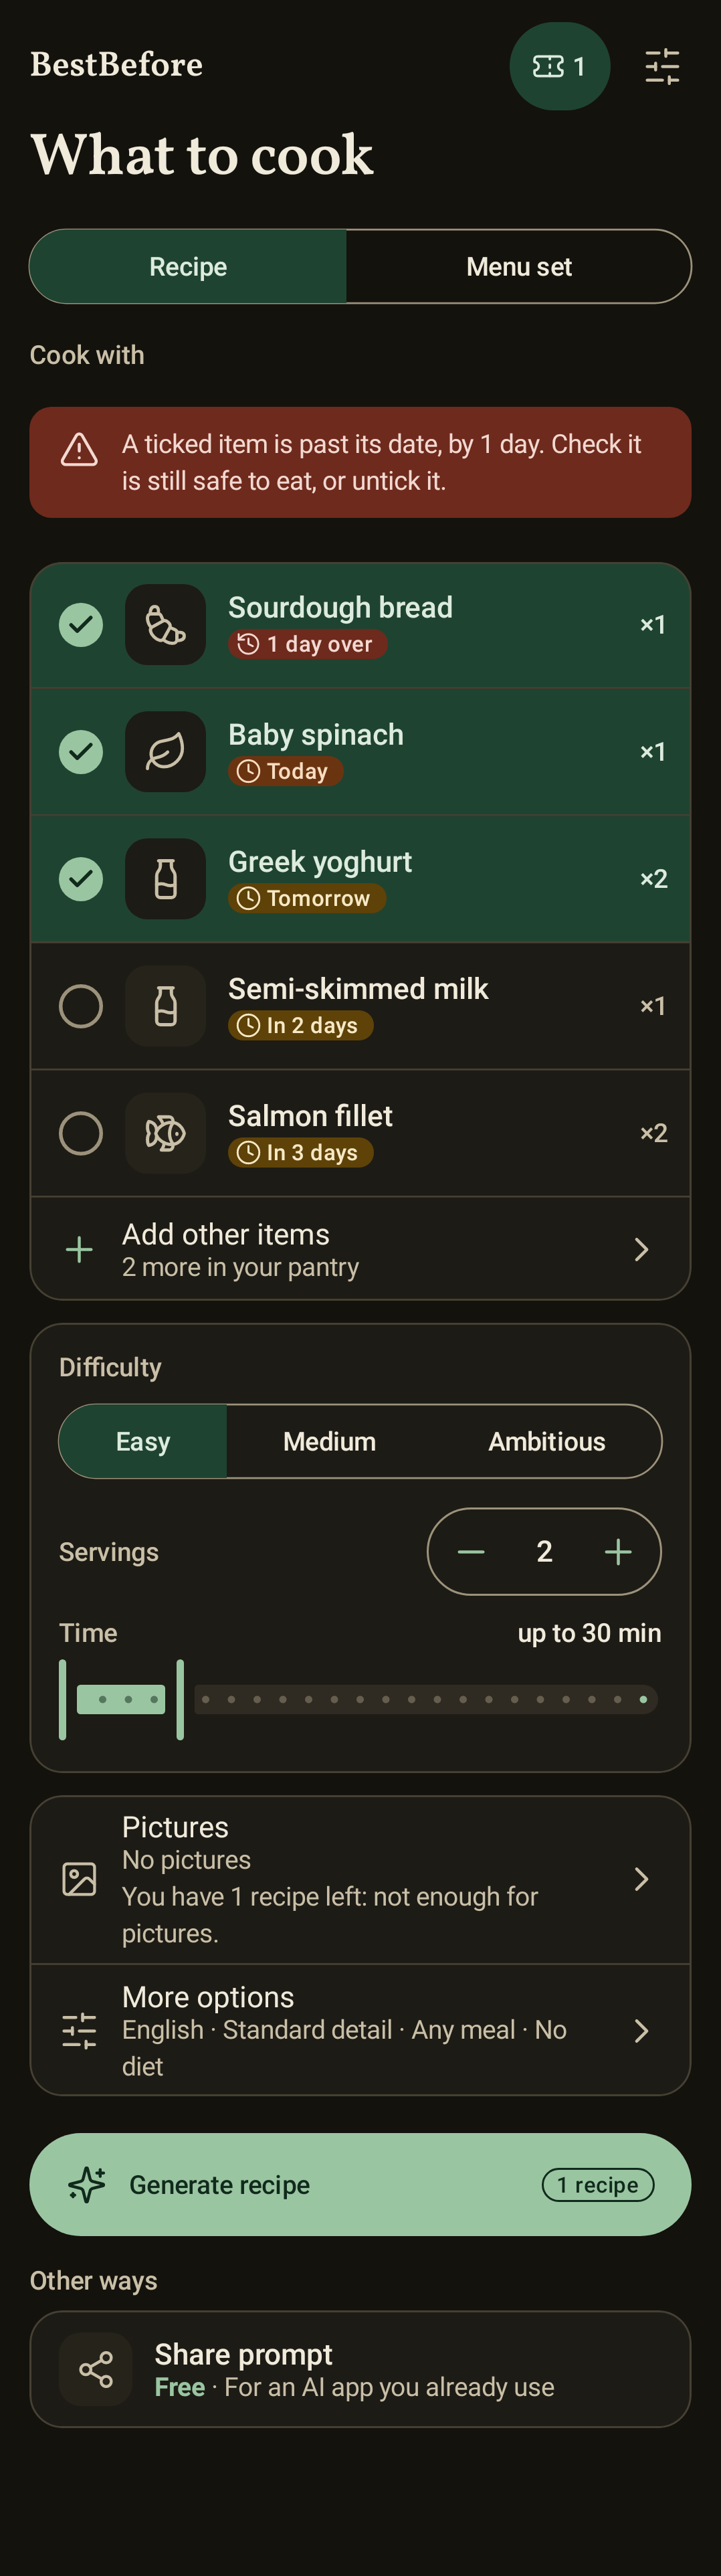 BestBefore
1
What to cook
Recipe
Menu set
Cook with
A ticked item is past its date, by 1 day. Check it
is still safe to eat, or untick it.
Sourdough bread
×1
1 day over
Baby spinach
×1
Today
Greek yoghurt
×2
Tomorrow
Semi-skimmed milk
×1
In 2 days
Salmon fillet
×2
In 3 days
Add other items
2 more in your pantry
Difficulty
Easy
Medium
Ambitious
Servings
2
Time
up to 30 min
Pictures
No pictures
You have 1 recipe left: not enough for
pictures.
More options
English · Standard detail · Any meal · No
diet
Generate recipe
1 recipe
Other ways
Share prompt
Free · For an AI app you already use